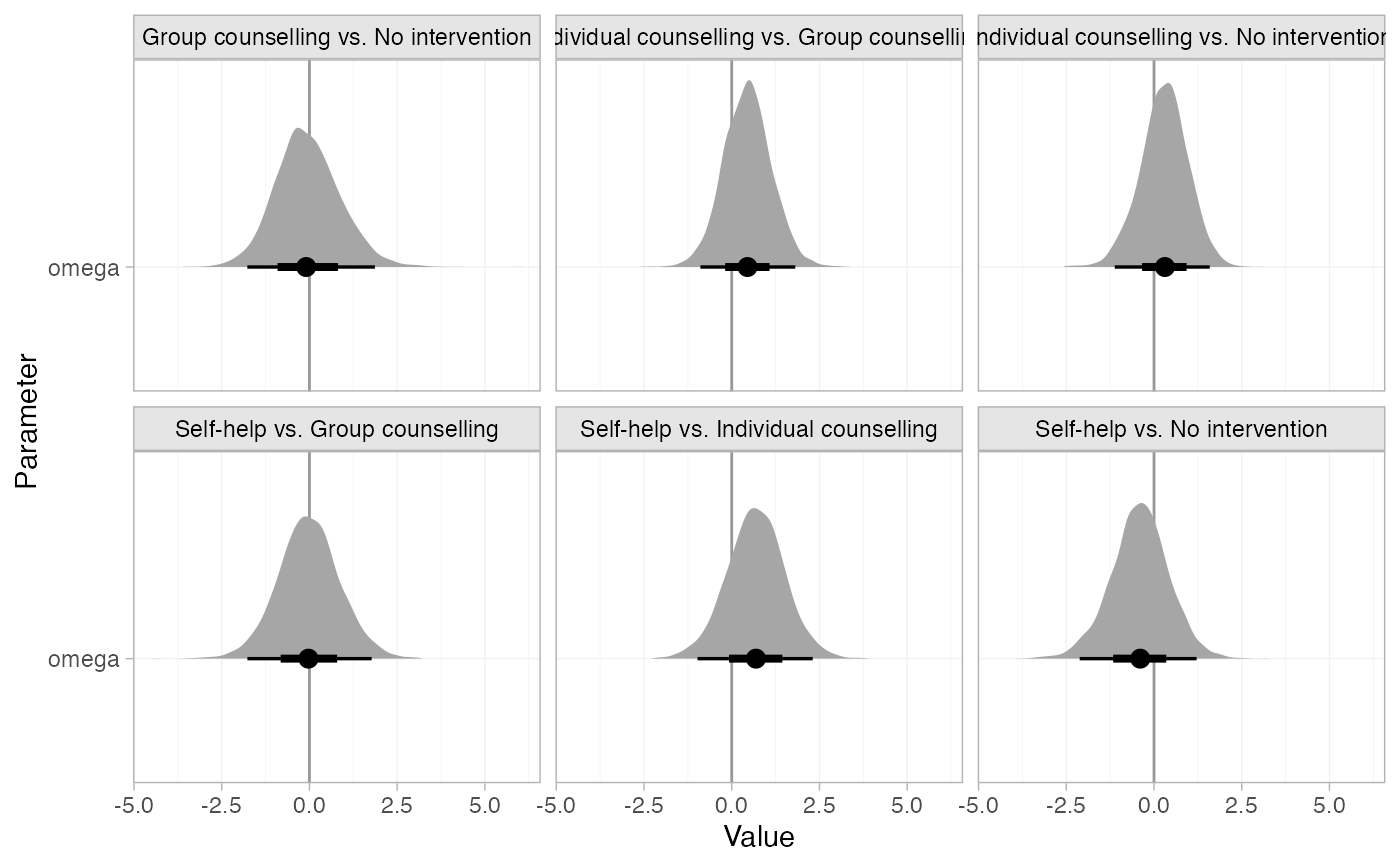 Group counselling vs. No intervention
dividual counselling vs. Group counsellin
ndividual counselling vs. No intervention
omega
Self-help vs. Group counselling
Self-help vs. Individual counselling
Self-help vs. No intervention
omega
Parameter
-5.0 -2.5 0.0 2.5 5.0
-5.0 -2.5 0.0 2.5 5.0
-5.0 -2.5 0.0 2.5 5.0
Value